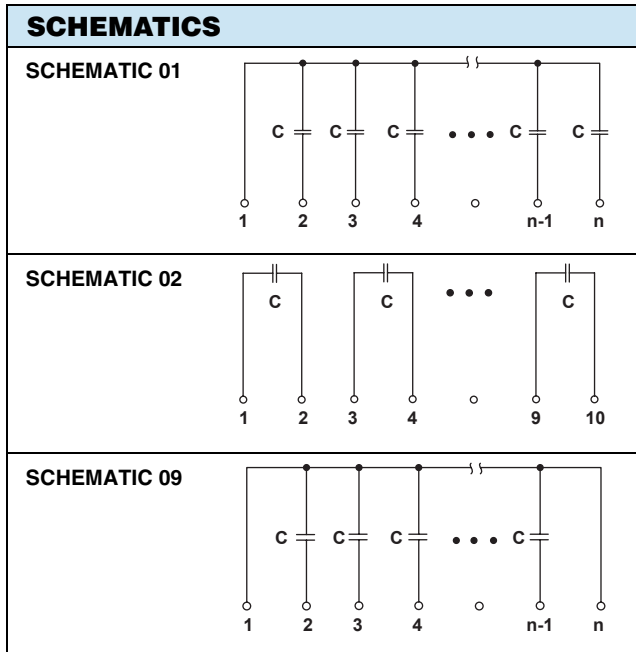 SCHEMATICS
SCHEMATIC 01
C C C C C
1 2 3 4 n-1 n
SCHEMATIC 02
C C C
1 2 3 4 9 10
SCHEMATIC 09
C C C C
1 2 3 4 n-1 n